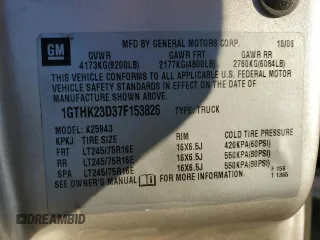 GM
MFD BY GENERAL MOTORS CORP. 10/06
GVWR GAWR FRT GAWR RR
4173KG(9200LB) 2177KG(4800LB) 2760KG(6084LB)
THIS VEHICLE CONFORMS TO ALL APPLICABLE U.S. FEDERAL MOTOR
VEHICLE SAFETY STANDARDS IN EFFECT ON THE DATE OF
MANUFACTURE SHOWN ABOVE.
1GTHK23D37F153826 TYPE: TRUCK
MODEL: K25943
KPKJ TIRE SIZE RIM COLD TIRE PRESSURE
FRT LT245/75R16E 16X6.5J 420KPA(60PSI)
RR LT245/75R16E 16X6.5J 550KPA(80PSI)
SPA LT245/75R16E 16X6.5J 550KPA(80PSI)
SEE OWNER'S MANUAL FOR MORE INFORMATION.
F 158
T 1365
DREAMBID